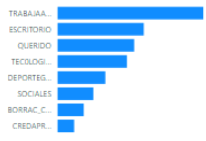 TRABAJAA...
ESCRITORIO
QUERIDO
TECOLOGI...
DEPORTEG...
SOCIALES
BORRAC_C...
CREDAPR...